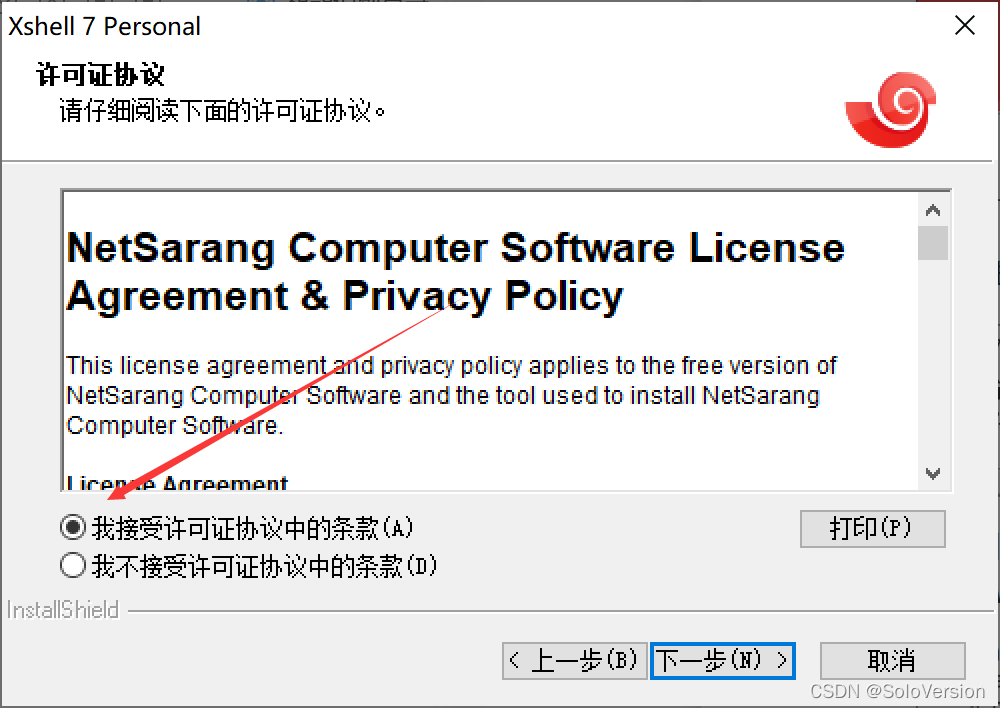 Xshell 7 Personal
许可证协议
请仔细阅读下面的许可证协议。
NetSarang Computer Software License
Agreement & Privacy Policy
This license agreement and privacy policy applies to the free version of
NetSarang Computer Software and the tool used to install NetSarang
Computer Software.
License Agreement
我接受许可证协议中的条款(A)
打印(P)
我不接受许可证协议中的条款(D)
InstallShield
< 上一步(B)
下一步(N) >
取消
CSDN @SoloVersion